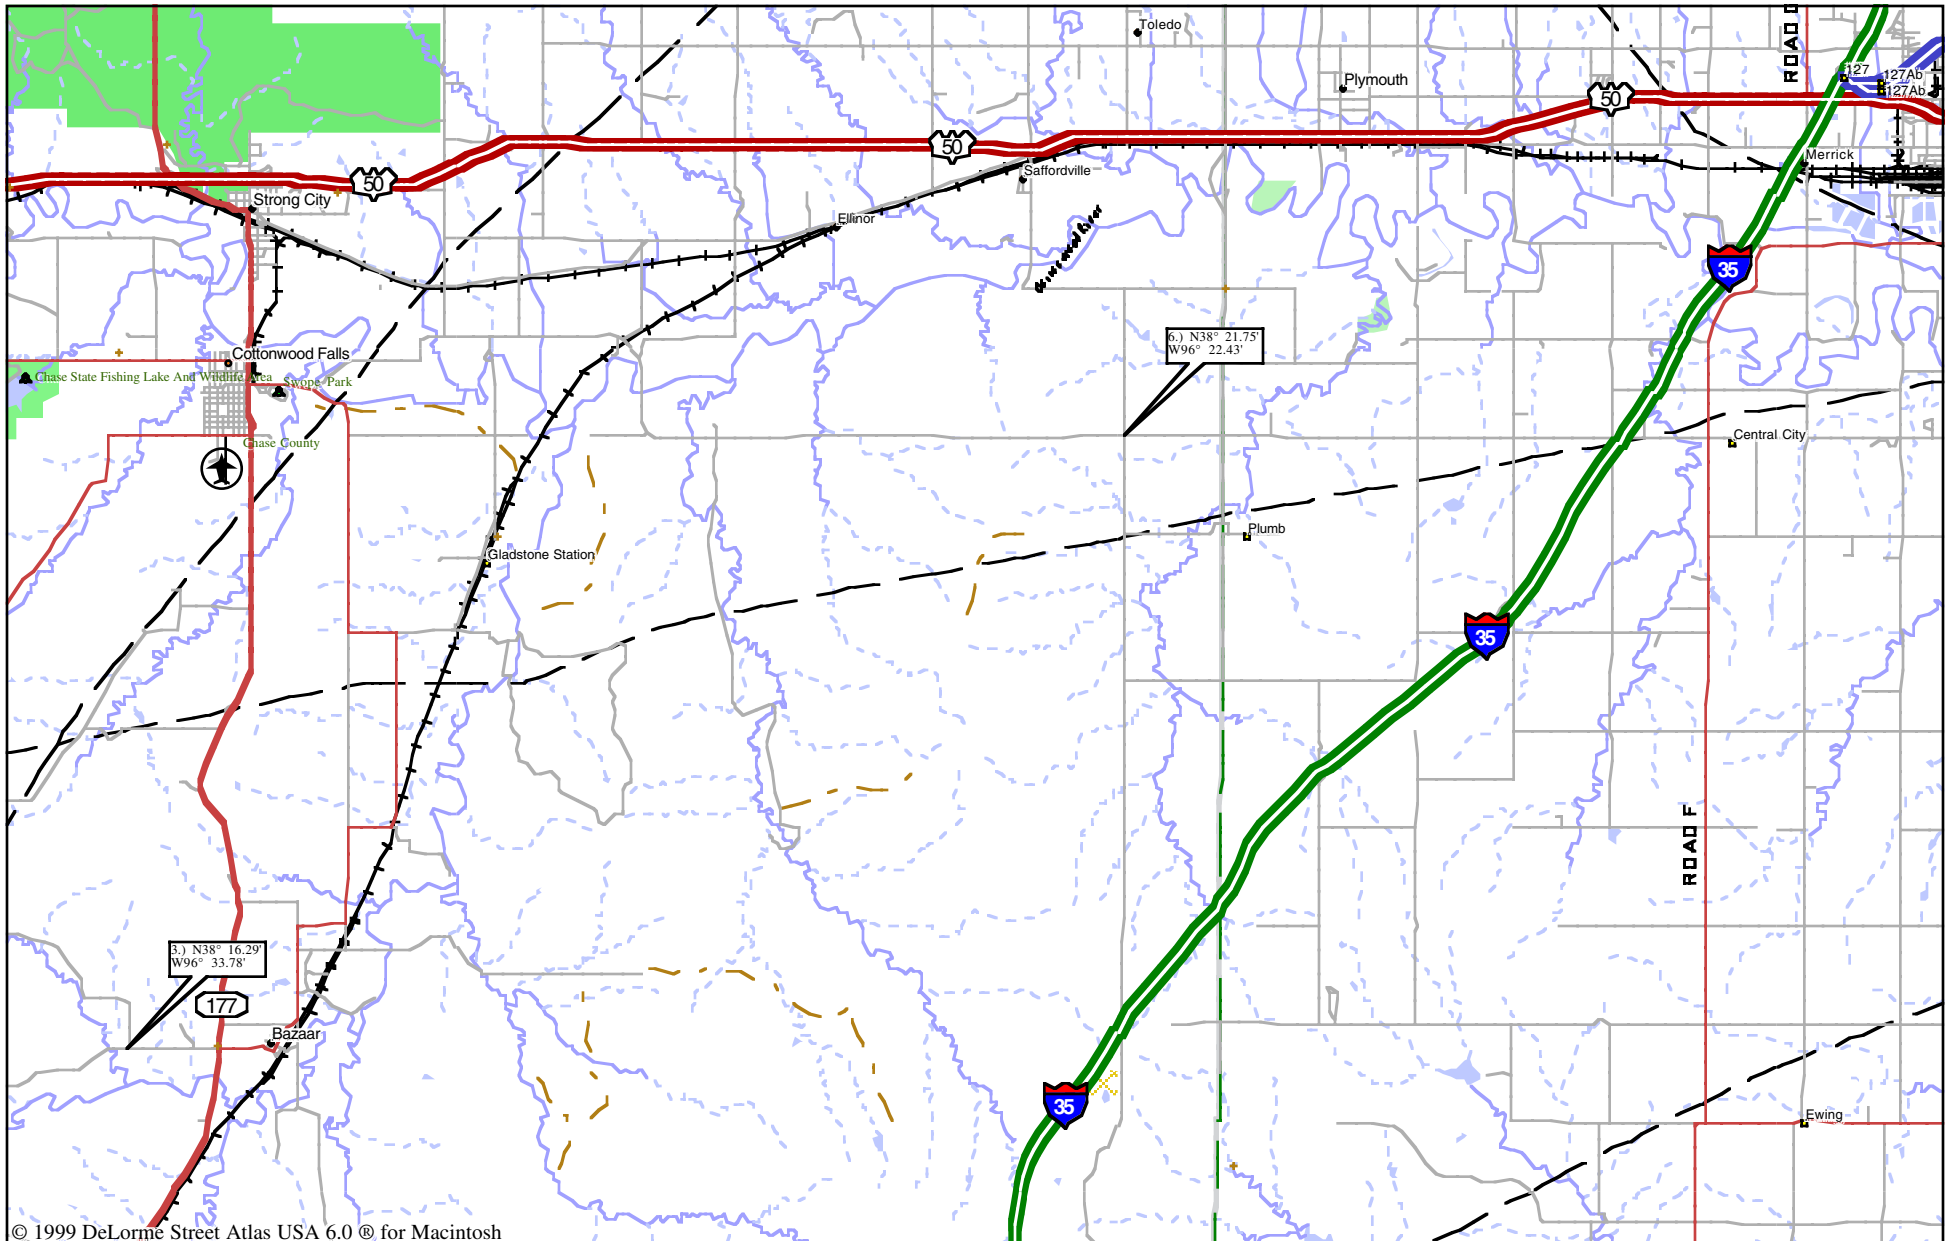 Toledo
ROAD G
Plymouth
127
127Ab
127Ab
50
50
50
Merrick
Saffordville
Strong City
Ellinor
Cottonwood River
35
6.) N38° 21.75'
W96° 22.43'
Cottonwood Falls
Chase State Fishing Lake And Wildlife Area
Swope Park
Chase County
Central City
Plumb
Gladstone Station
35
ROAD F
3.) N38° 16.29'
W96° 33.78'
177
Bazaar
35
Ewing
© 1999 DeLorme Street Atlas USA 6.0 ® for Macintosh